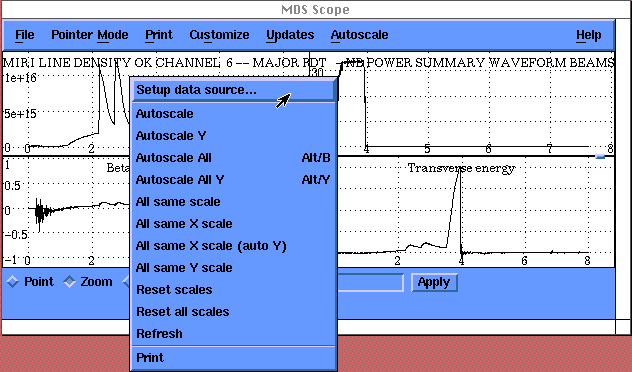 MDS Scope
File Pointer Mode Print Customize Updates Autoscale Help
MIRI LINE DENSITY OK CHANNEL 6 -- MAJOR RDT -- NB POWER SUMMARY WAVEFORM BEAMS
1e+16
5e+15
0 2
30
4 5 6 7 8
Setup data source...
Autoscale
Autoscale Y
Autoscale All Alt/B
Autoscale All Y Alt/Y
All same scale
All same X scale
All same X scale (auto Y)
All same Y scale
Reset scales
Reset all scales
Refresh
Print
Beta
1
0.5
0
-0.5
-1 0 2
Transverse energy
2 4 6 8
Point Zoom
Apply